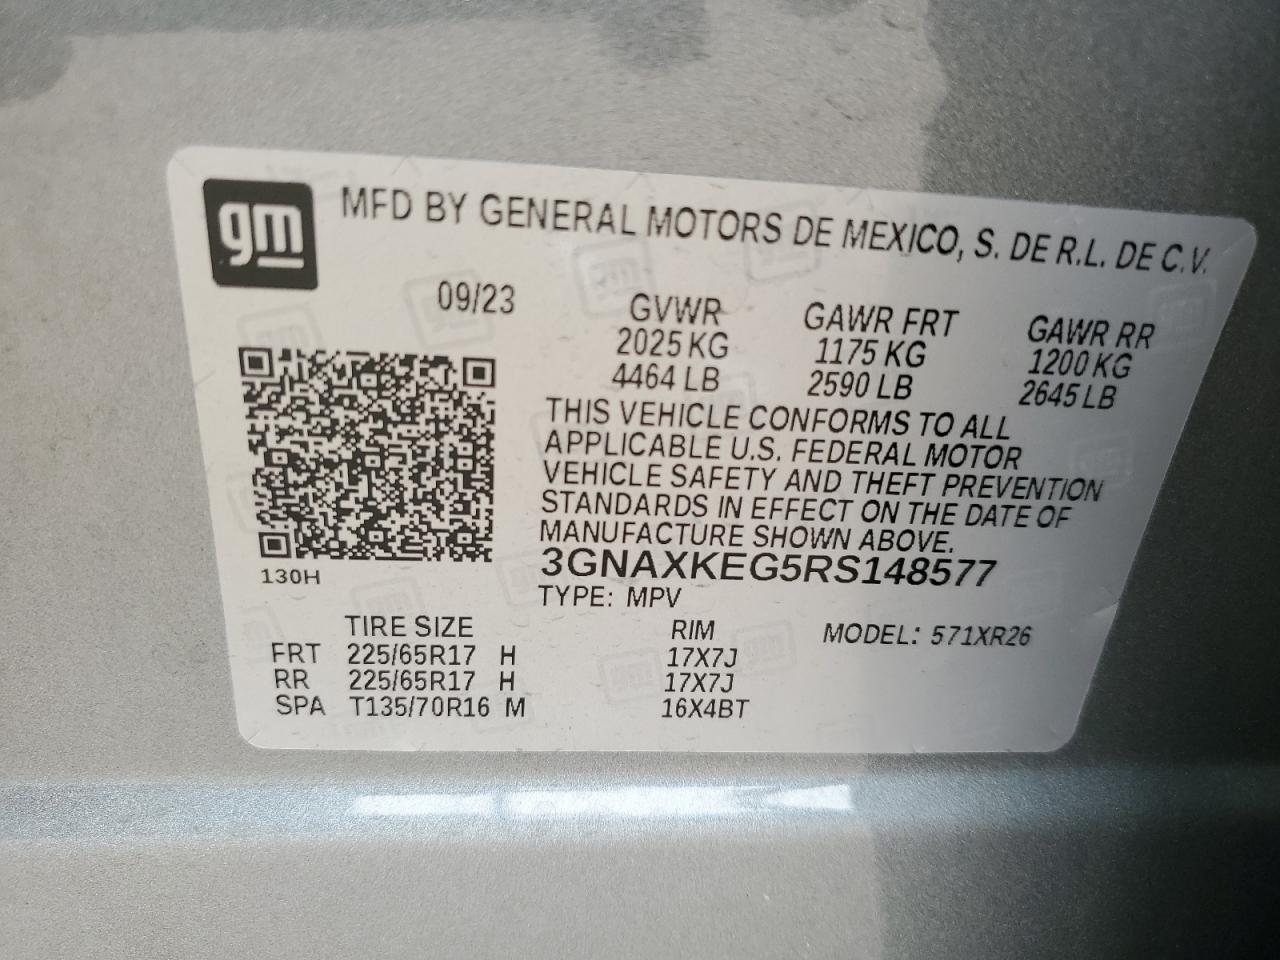 gm
MFD BY GENERAL MOTORS DE MEXICO, S. DE R.L. DE C.V.
09/23
GVWR
2025 KG
4464 LB
GAWR FRT
1175 KG
2590 LB
GAWR RR
1200 KG
2645 LB
THIS VEHICLE CONFORMS TO ALL
APPLICABLE U.S. FEDERAL MOTOR
VEHICLE SAFETY AND THEFT PREVENTION
STANDARDS IN EFFECT ON THE DATE OF
MANUFACTURE SHOWN ABOVE.
3GNAXKEG5RS148577
130H
TYPE: MPV
TIRE SIZE RIM MODEL: 571XR26
FRT 225/65R17 H 17X7J
RR 225/65R17 H 17X7J
SPA T135/70R16 M 16X4BT